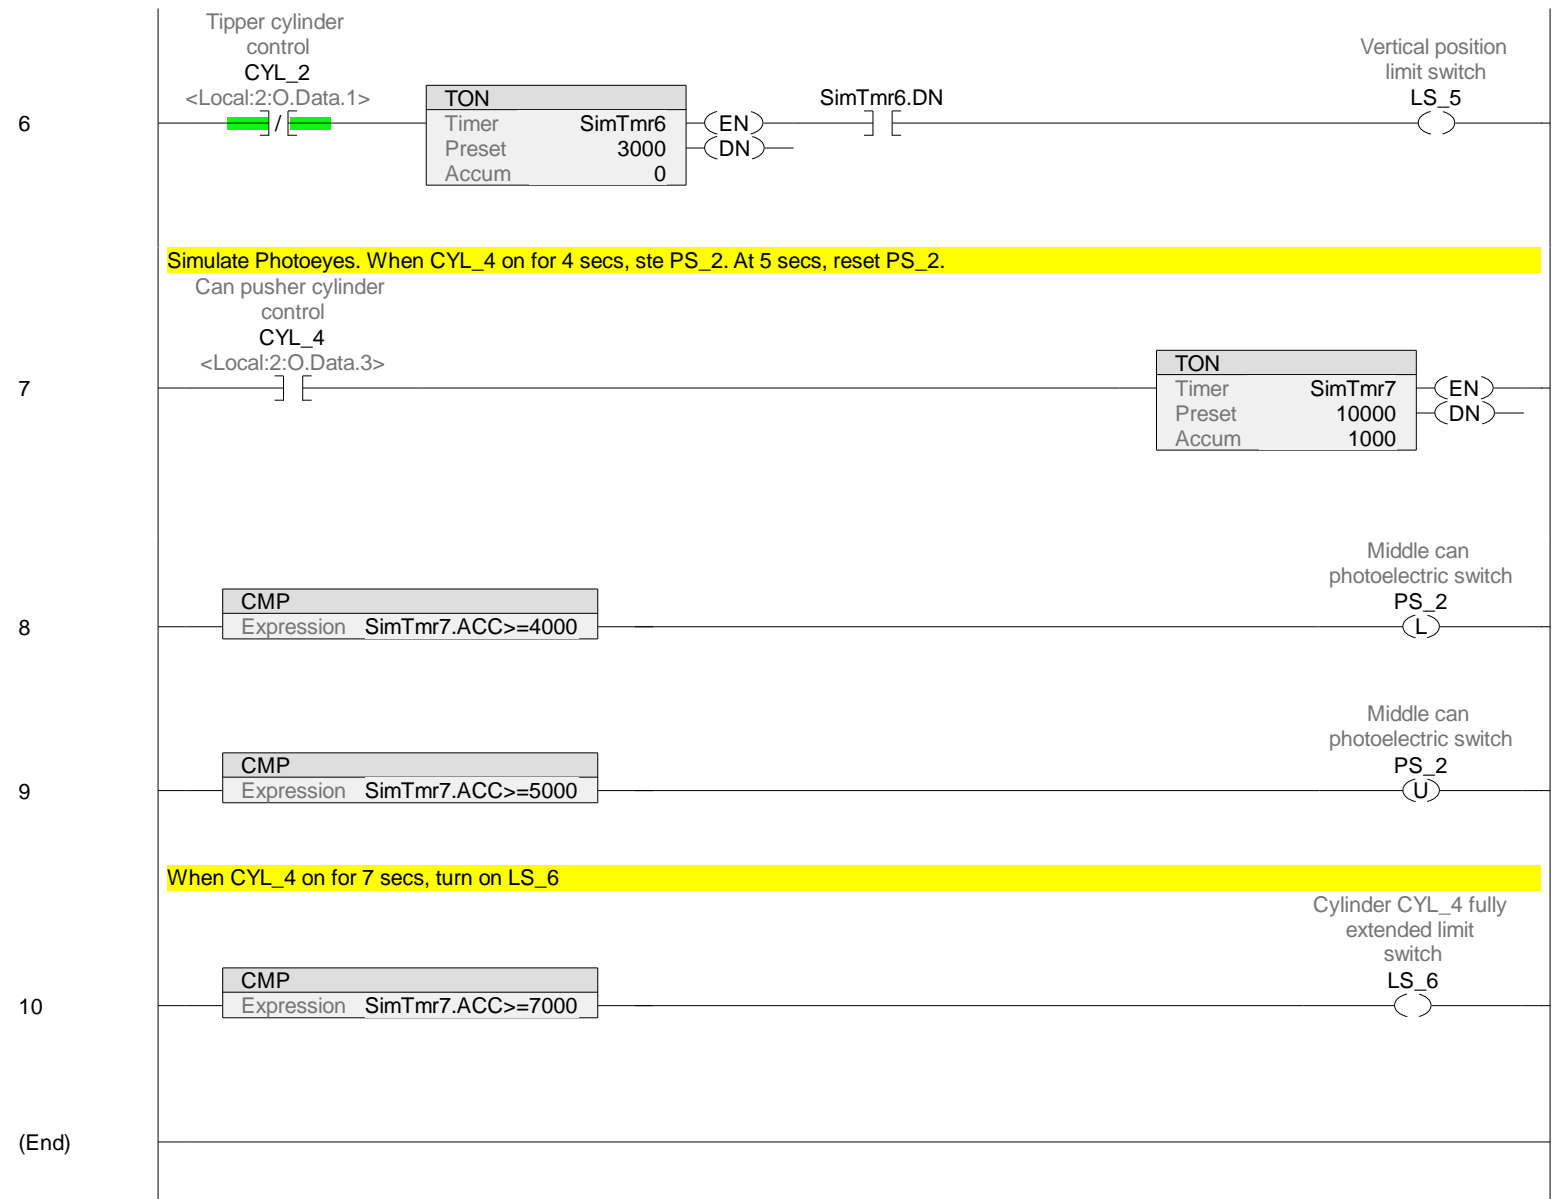 Tipper cylinder
control
CYL_2
<Local:2:O.Data.1>
/
TON
Timer SimTmr6
Preset 3000
Accum 0
EN
DN
SimTmr6.DN
Vertical position
limit switch
LS_5
6
Simulate Photoeyes. When CYL_4 on for 4 secs, ste PS_2. At 5 secs, reset PS_2.
Can pusher cylinder
control
CYL_4
<Local:2:O.Data.3>
7
TON
Timer SimTmr7
Preset 10000
Accum 1000
EN
DN
Middle can
photoelectric switch
PS_2
L
8
CMP
Expression SimTmr7.ACC>=4000
Middle can
photoelectric switch
PS_2
U
9
CMP
Expression SimTmr7.ACC>=5000
When CYL_4 on for 7 secs, turn on LS_6
Cylinder CYL_4 fully
extended limit
switch
LS_6
10
CMP
Expression SimTmr7.ACC>=7000
(End)